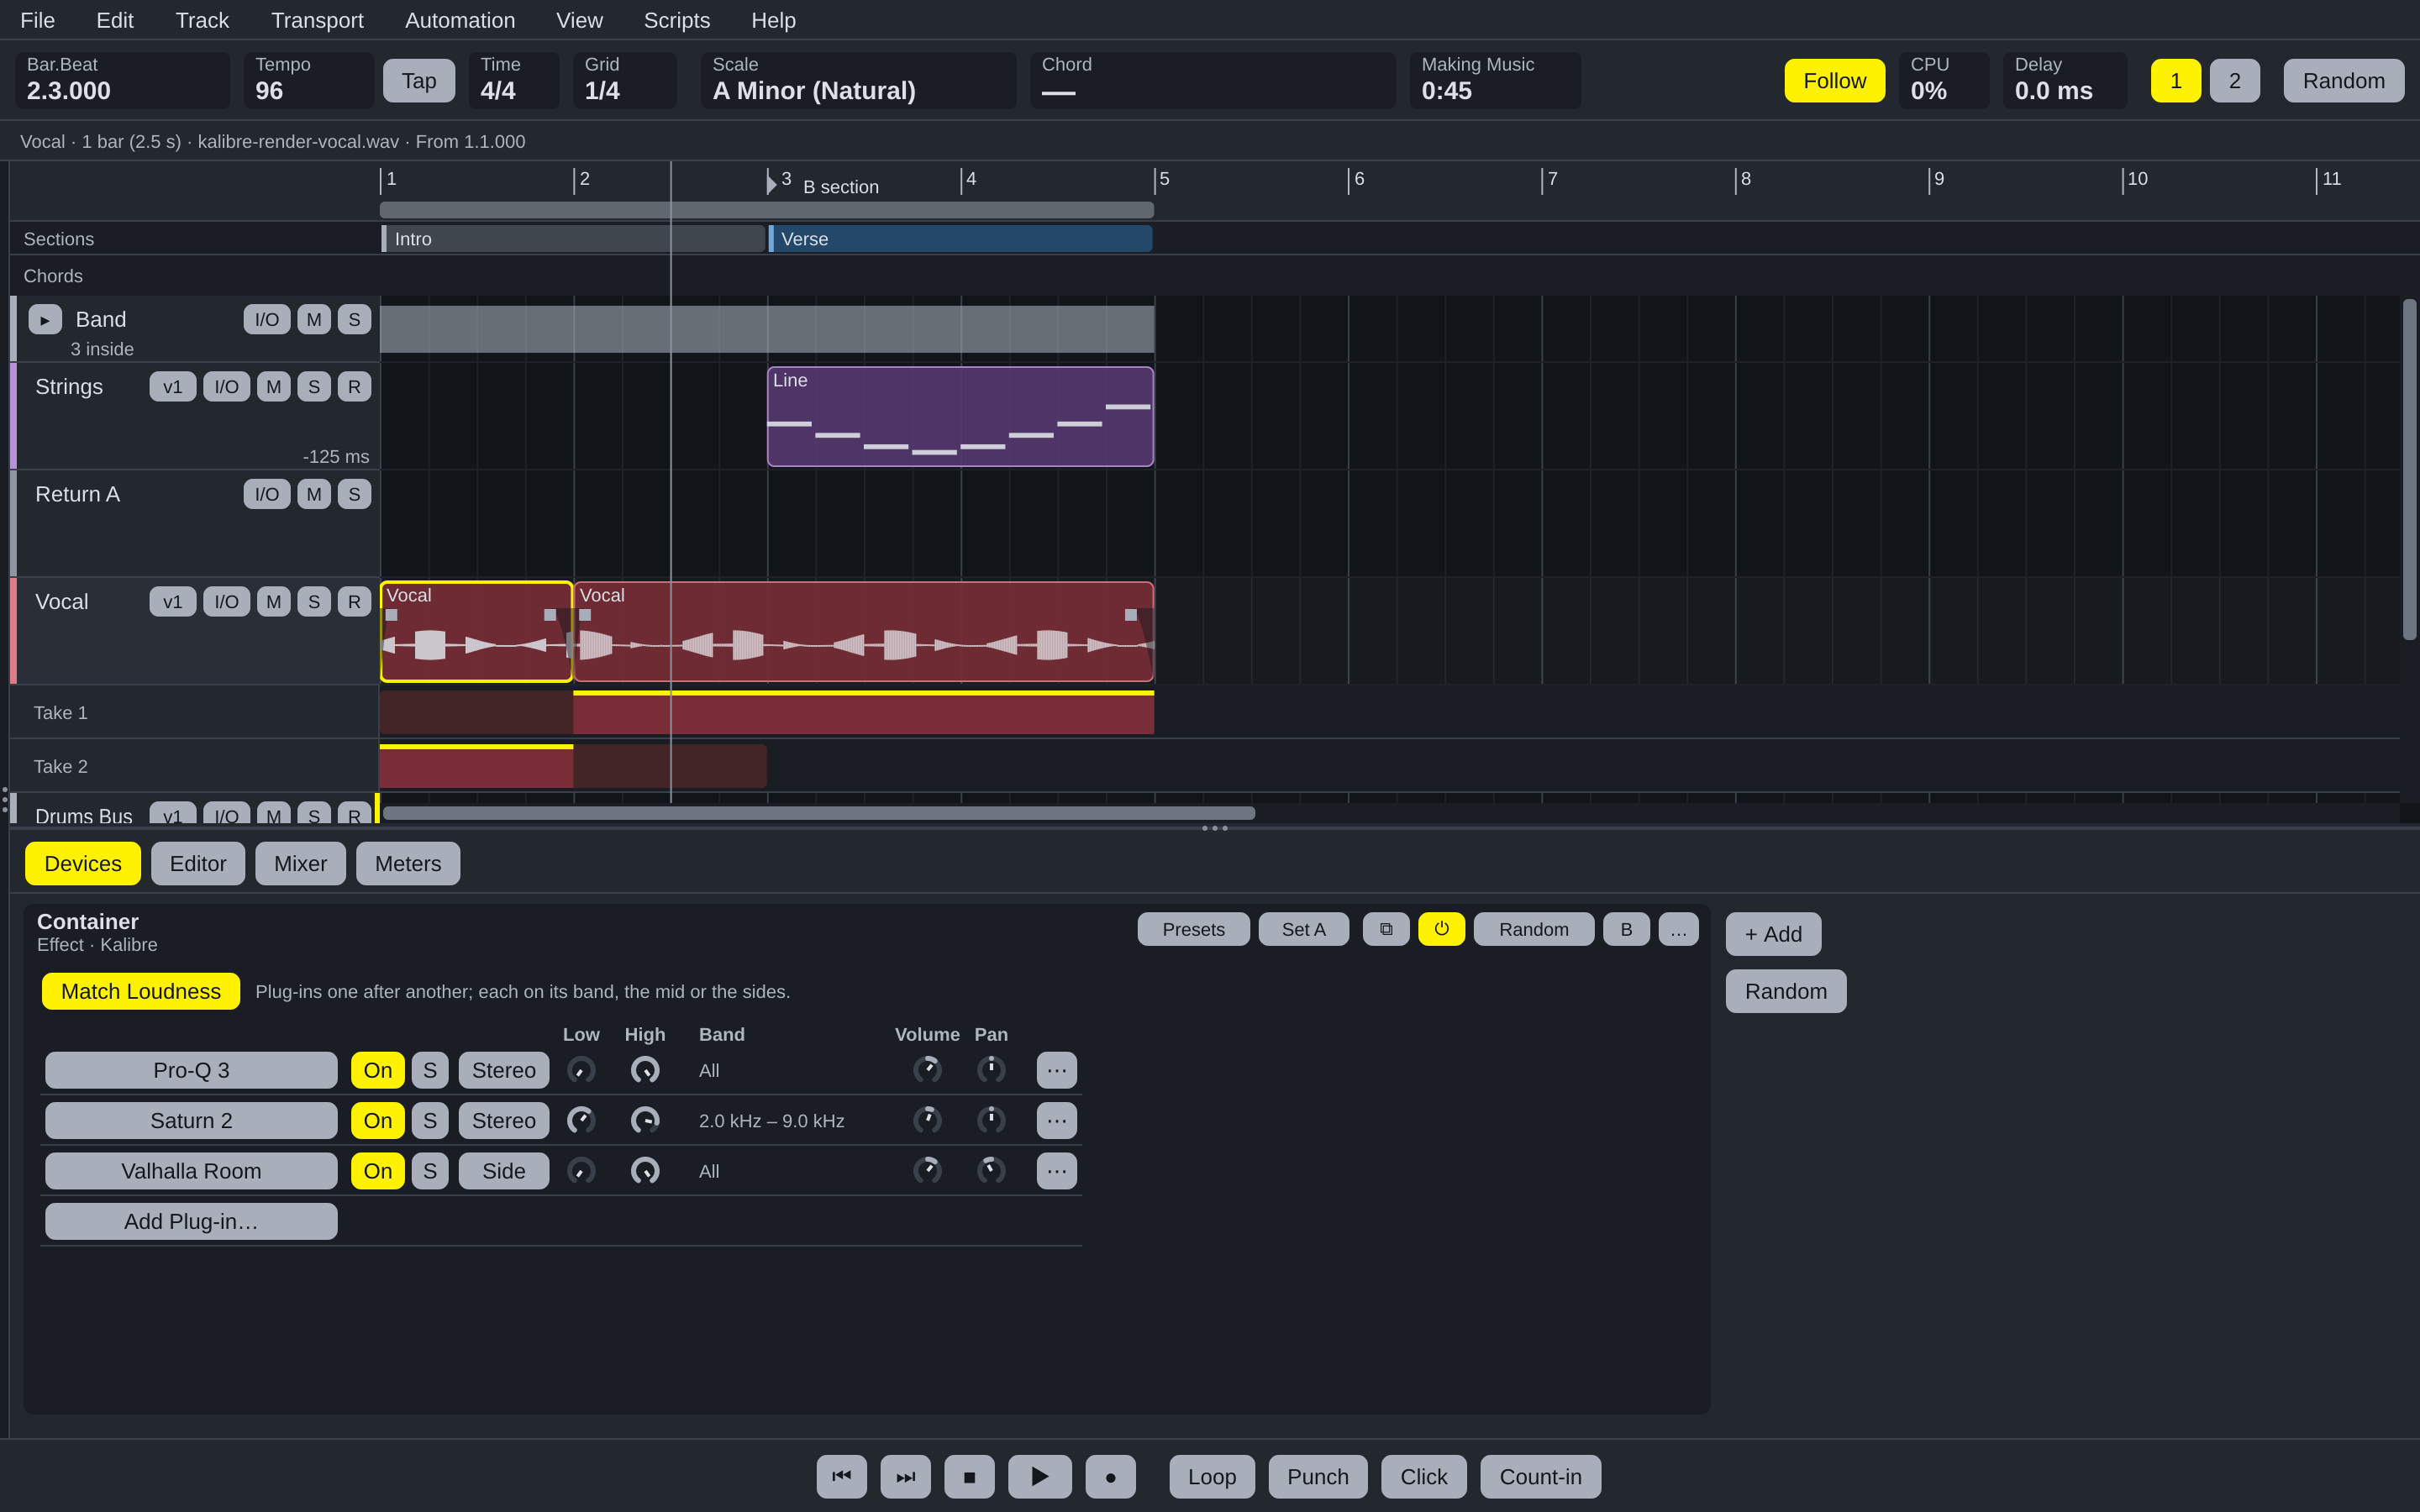 File Edit Track Transport Automation View Scripts Help
Bar.Beat Tempo Time Grid Scale Chord Making Music CPU Delay
2.3.000 96 Tap 4/4 1/4 A Minor (Natural) — 0:45 Follow 0% 0.0 ms 1 2 Random
Vocal · 1 bar (2.5 s) · kalibre-render-vocal.wav · From 1.1.000
1 2 3 B section 4 5 6 7 8 9 10 11
Sections Intro Verse
Chords
Band I/O M S
3 inside
Strings v1 I/O M S R Line
-125 ms
Return A I/O M S
Vocal v1 I/O M S R Vocal Vocal
Take 1
Take 2
Drums Bus v1 I/O M S R
Devices Editor Mixer Meters
Container Presets Set A Random B … + Add
Effect · Kalibre
Match Loudness Plug-ins one after another; each on its band, the mid or the sides. Random
Low High Band Volume Pan
Pro-Q 3 On S Stereo All ⋯
Saturn 2 On S Stereo 2.0 kHz – 9.0 kHz ⋯
Valhalla Room On S Side All ⋯
Add Plug-in…
Loop Punch Click Count-in